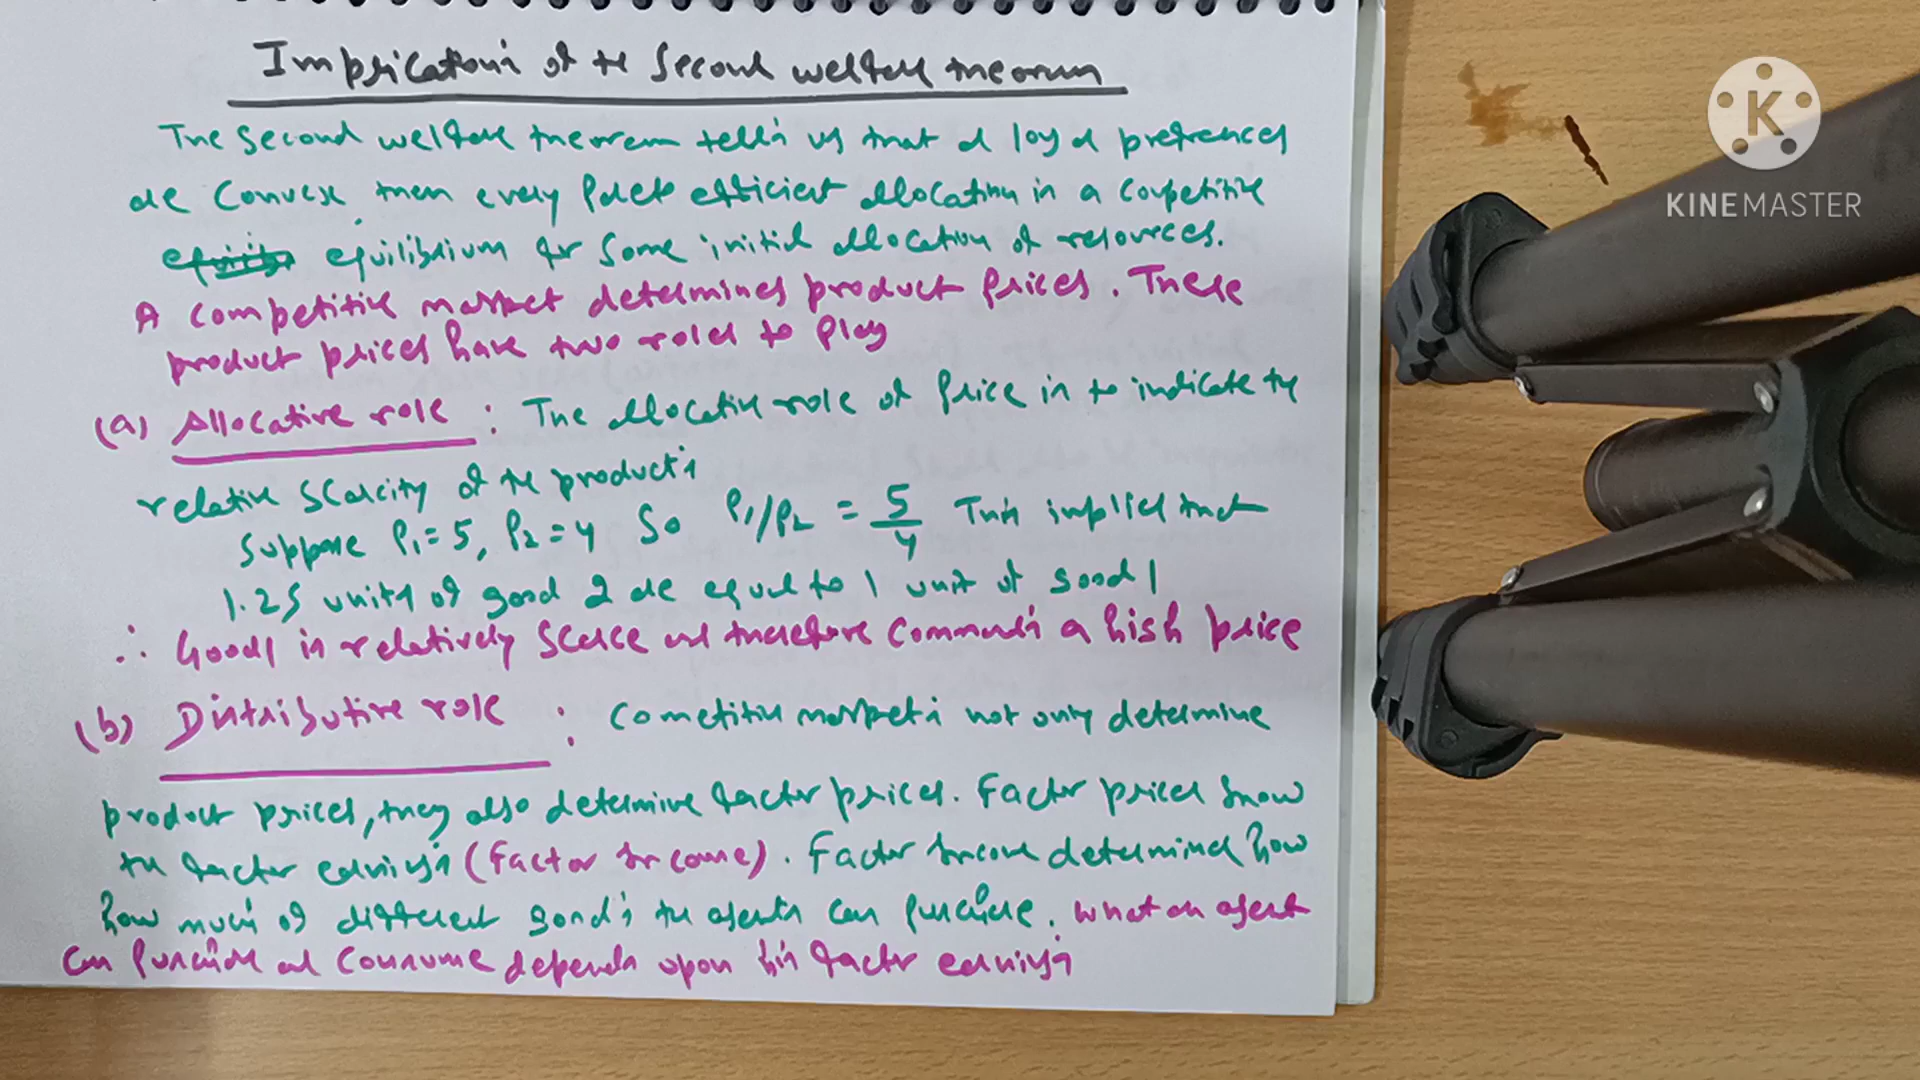 Implications of the Second welfare theorem
The Second welfare theorem tells us that if loyd prefrences
are Convex, then every Pareto efficient allocation is a Competitive
equilibrium for some initial allocation of resources.
A competitive market determines product prices. These
product prices have two roles to play
(a) Allocative role : The allocative role of Price is to indicate the
relative Scarcity of the products
Suppose P1=5, P2=4 So P1/P2 = 5/4 This implies that
1.25 units of good 2 are equal to 1 unit of good 1
∴ Good 1 is relatively Scarce and therefore commands a high price
(b) Distributive role : Cometitive markets not only determine
product prices, they also determine factor prices. Factor prices show
the factor earnings (Factor Income). Factor Income determines how
how much of different goods the agents can purchase. What an agent
can purchase and Consume depends upon his factor earnings
KINEMASTER
K